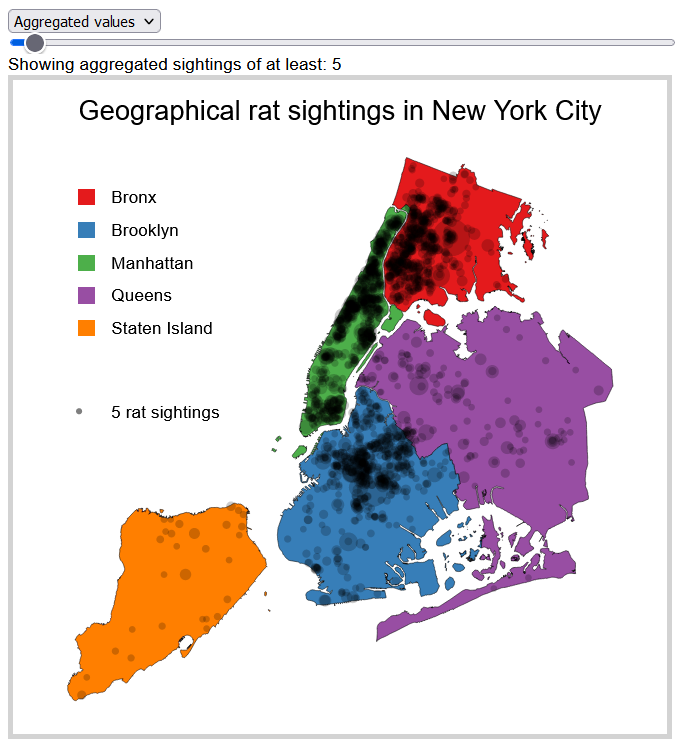 Aggregated values
Showing aggregated sightings of at least: 5
Geographical rat sightings in New York City
Bronx
Brooklyn
Manhattan
Queens
Staten Island
5 rat sightings